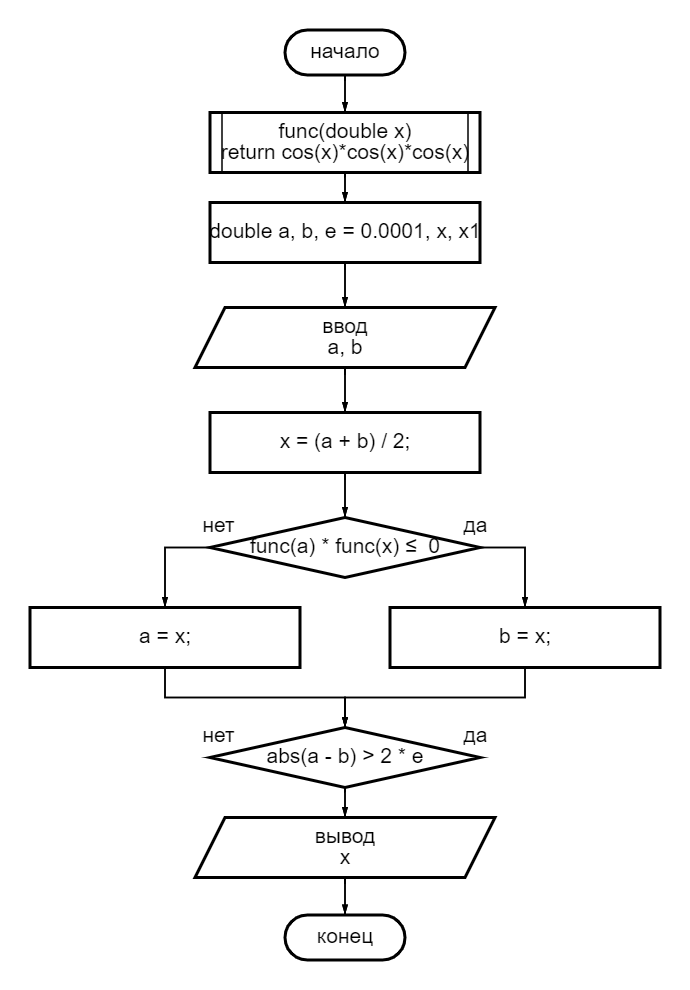 начало
func(double x)
return cos(x)*cos(x)*cos(x)
double a, b, e = 0.0001, x, x1
ввод
a, b
x = (a + b) / 2;
нет
да
func(a) * func(x) ≤ 0
a = x;
b = x;
нет
да
abs(a - b) > 2 * e
вывод
x
конец